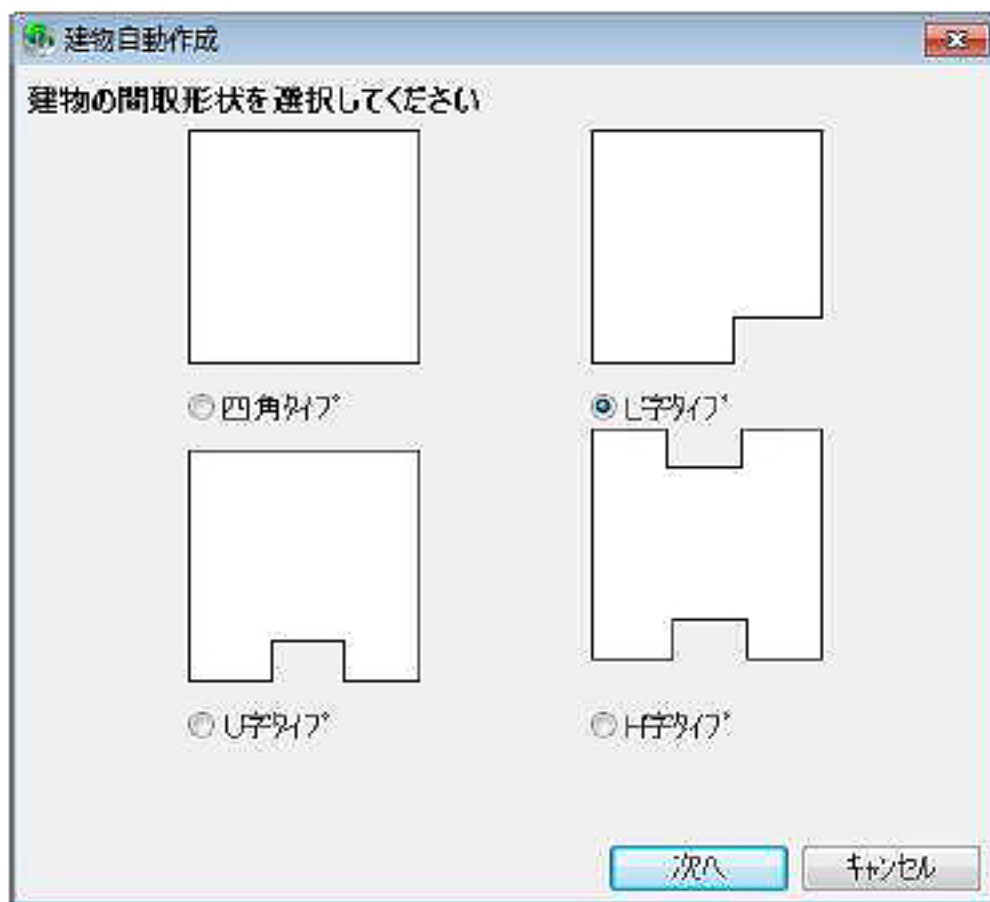 建物自動作成
建物の間取形状を選択してください
四角ﾀｲﾌﾟ
L字ﾀｲﾌﾟ
U字ﾀｲﾌﾟ
H字ﾀｲﾌﾟ
次へ
ｷｬﾝｾﾙ